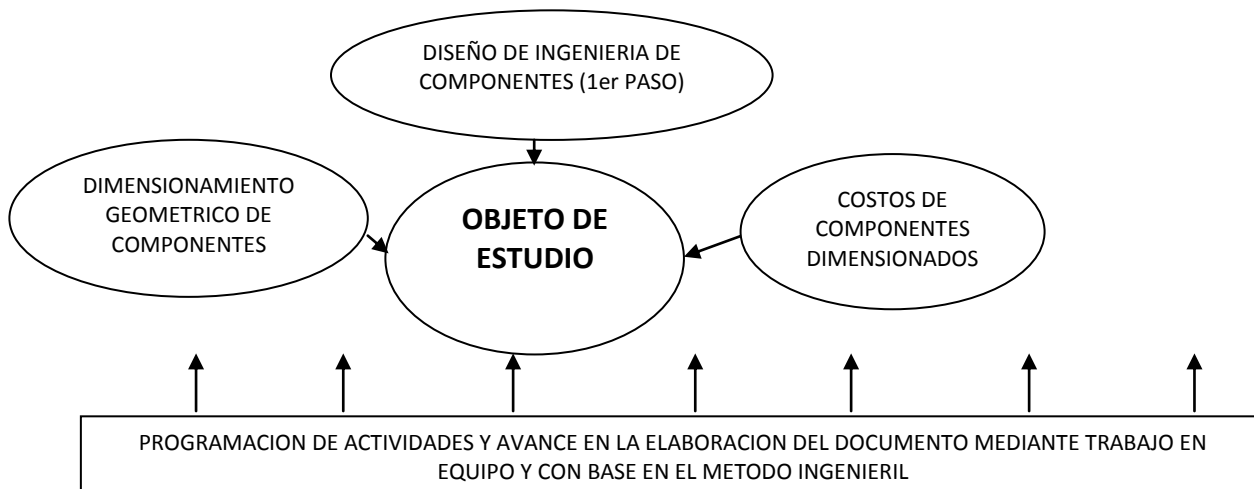 DISEÑO DE INGENIERIA DE
COMPONENTES (1er PASO)
DIMENSIONAMIENTO
GEOMETRICO DE
COMPONENTES
OBJETO DE
ESTUDIO
COSTOS DE
COMPONENTES
DIMENSIONADOS
PROGRAMACION DE ACTIVIDADES Y AVANCE EN LA ELABORACION DEL DOCUMENTO MEDIANTE TRABAJO EN
EQUIPO Y CON BASE EN EL METODO INGENIERIL